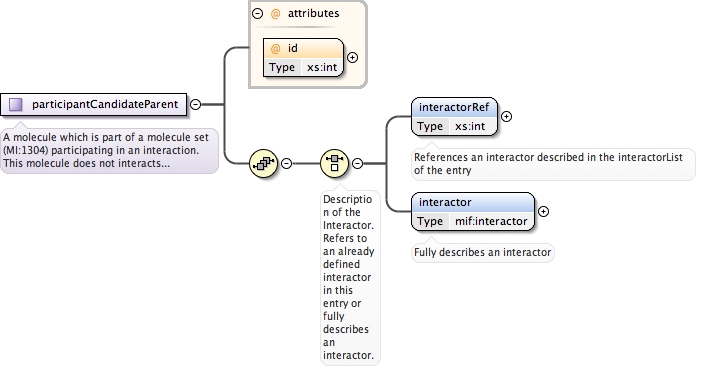 @ attributes
@ id
Type xs:int
participantCandidateParent
A molecule which is part of a molecule set
(MI:1304) participating in an interaction.
This molecule does not interacts...
Descriptio
n of the
Interactor.
Refers to
an already
defined
interactor
in this
entry or
fully
describes
an
interactor.
interactorRef
Type xs:int
References an interactor described in the interactorList
of the entry
interactor
Type mif:interactor
Fully describes an interactor